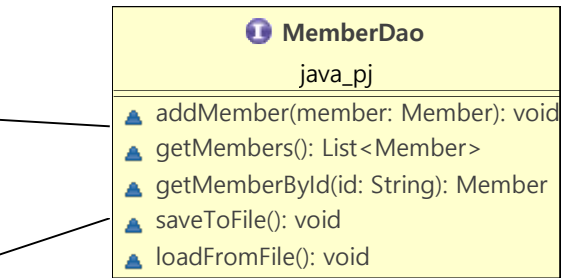 I MemberDao
java_pj
addMember(member: Member): void
getMembers(): List<Member>
getMemberById(id: String): Member
saveToFile(): void
loadFromFile(): void